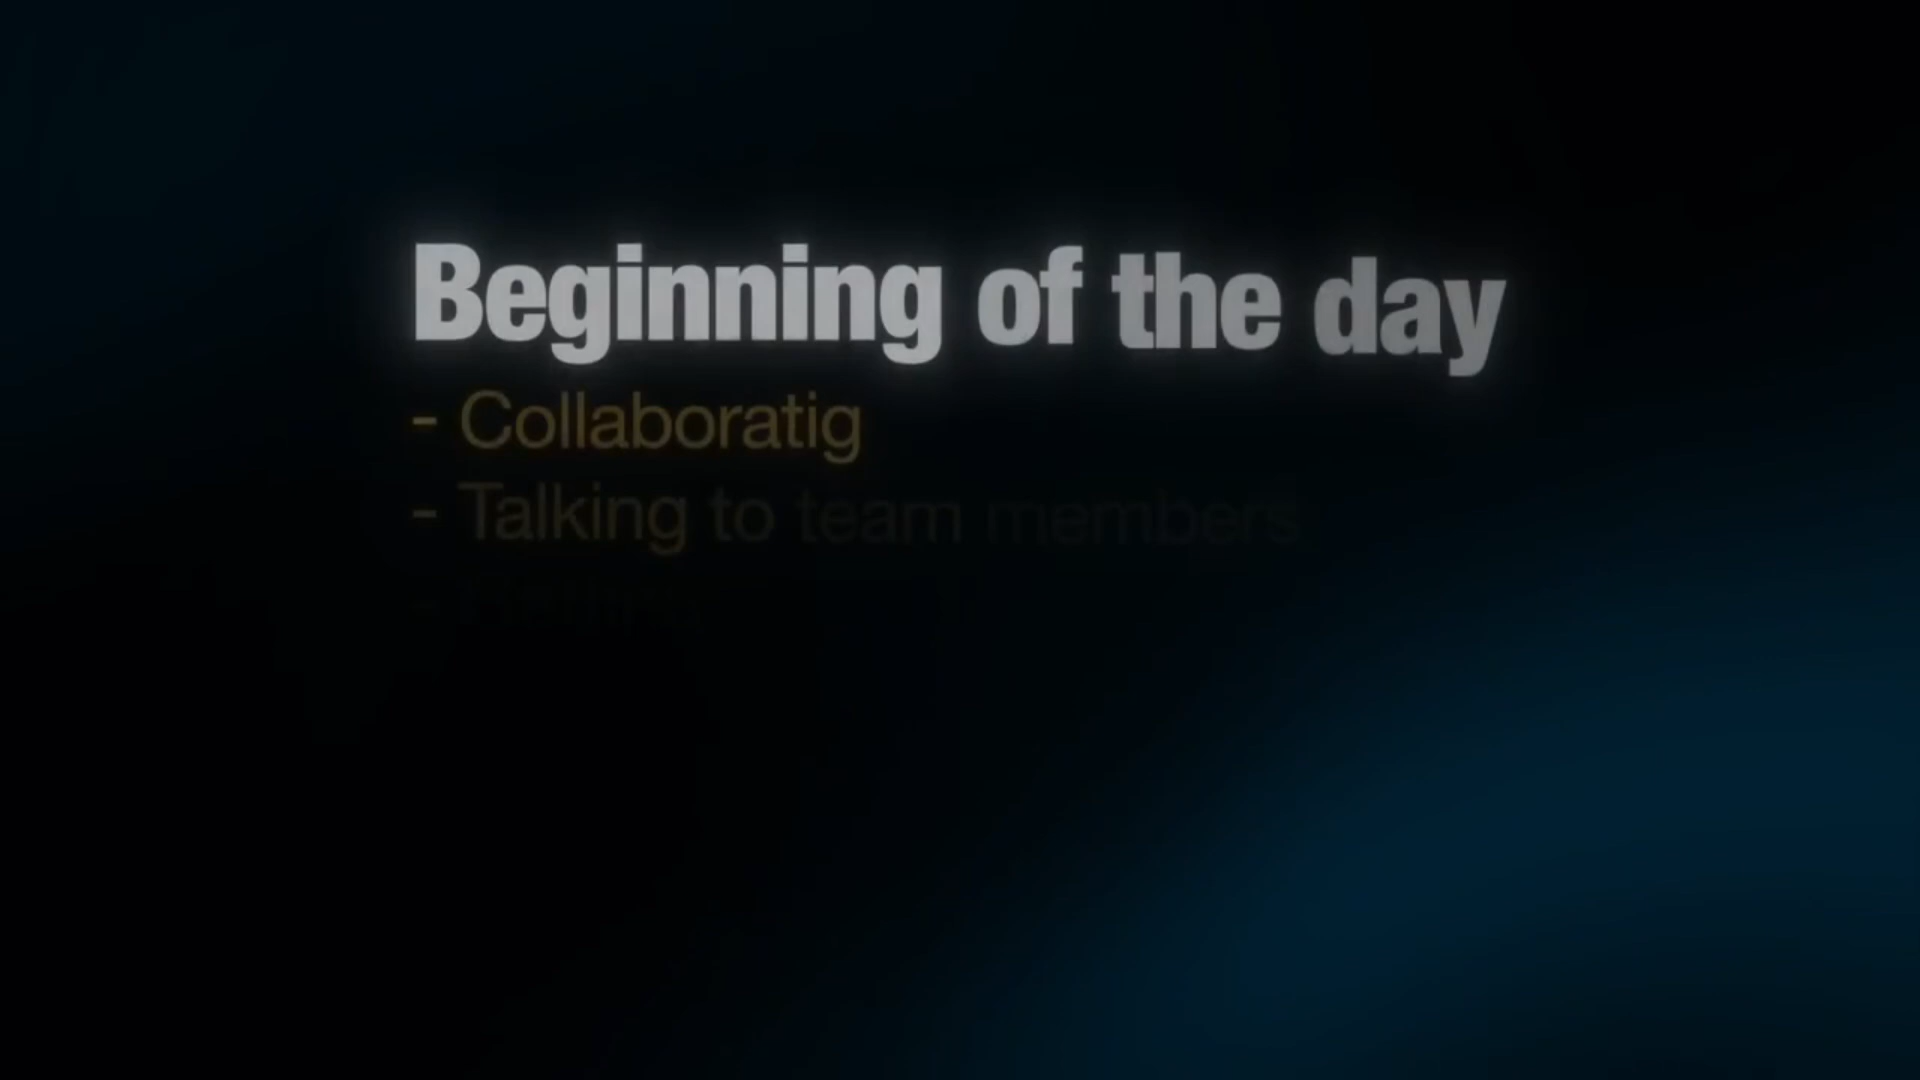 Beginning of the day
- Collaboratig
- Talking to team members